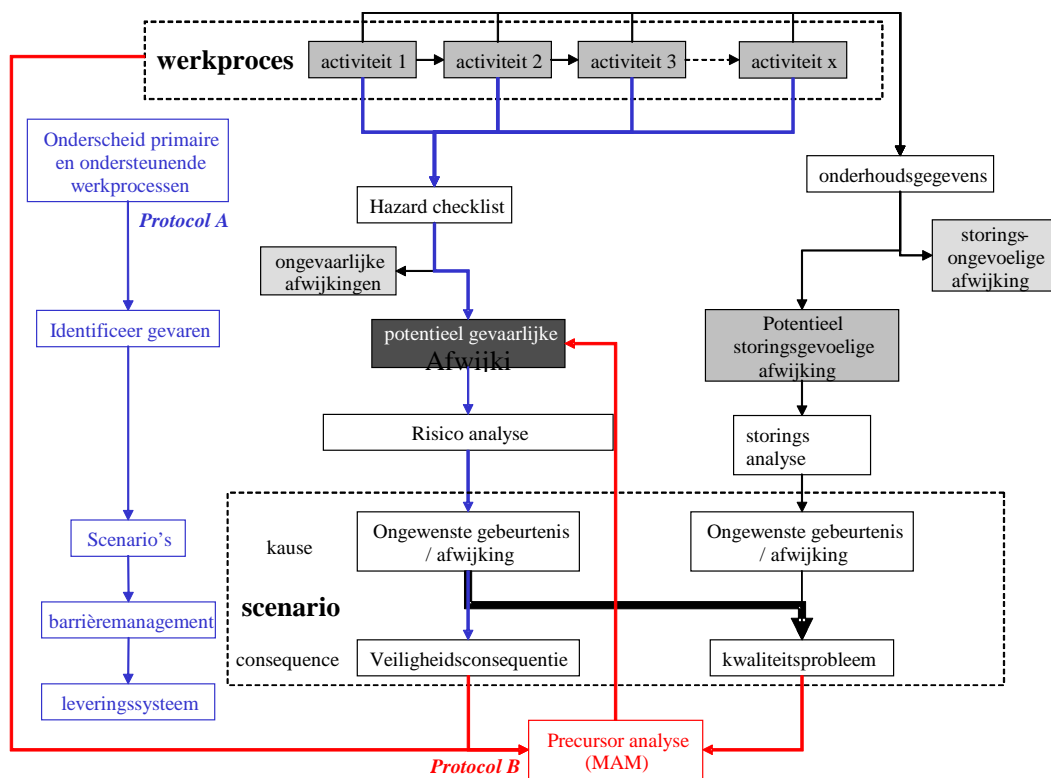 werkproces
activiteit 1
activiteit 2
activiteit 3
activiteit x
Onderscheid primaire
en ondersteunende
werkprocessen
Protocol A
Identificeer gevaren
Scenario's
barrièremanagement
leveringssysteem
Hazard checklist
ongevaarlijke
afwijkingen
potentieel gevaarlijke
Afwijki
Risico analyse
onderhoudsgegevens
storings-
ongevoelige
afwijking
Potentieel
storingsgevoelige
afwijking
storings
analyse
kause
Ongewenste gebeurtenis
/ afwijking
Ongewenste gebeurtenis
/ afwijking
scenario
consequence
Veiligheidsconsequentie
kwaliteitsprobleem
Protocol B
Precursor analyse
(MAM)